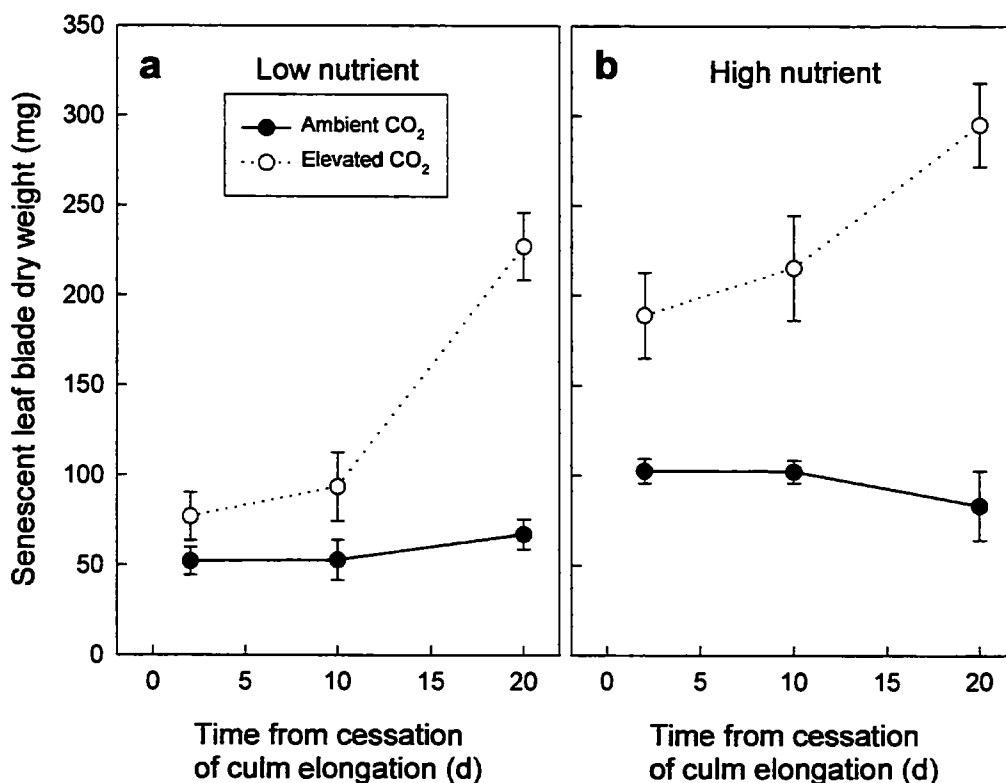 Senescent leaf blade dry weight (mg)
350
300
250
200
150
100
50
0
a
Low nutrient
Ambient CO₂
Elevated CO₂
0 5 10 15 20
Time from cessation
of culm elongation (d)
b
High nutrient
0 5 10 15 20
Time from cessation
of culm elongation (d)